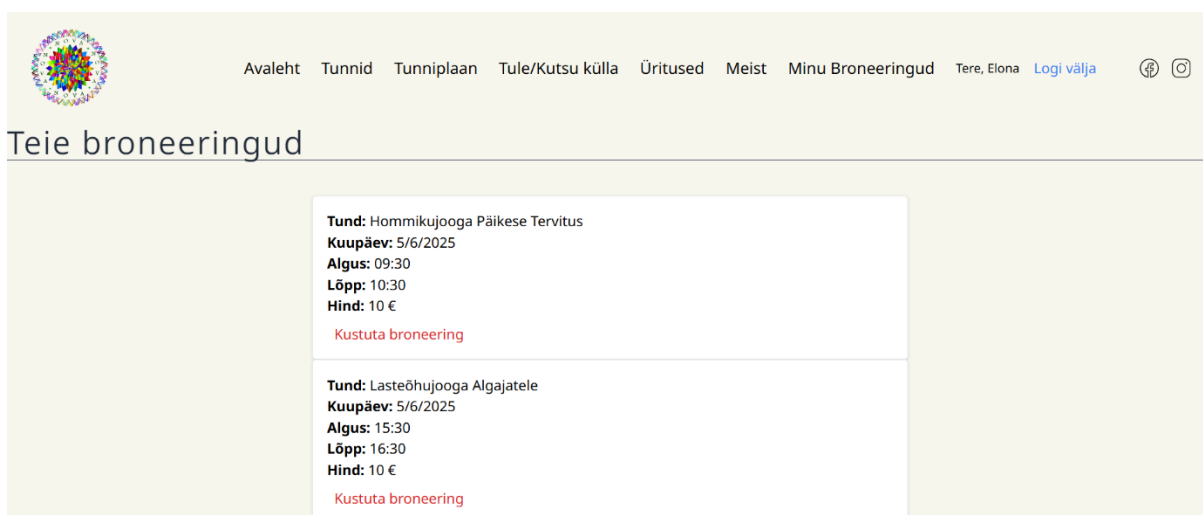 NOVA
Avaleht Tunnid Tunniplaan Tule/Kutsu külla Üritused Meist Minu Broneeringud Tere, Elona Logi välja
Teie broneeringud
Tund: Hommikujooga Päikese Tervitus
Kuupäev: 5/6/2025
Algus: 09:30
Lõpp: 10:30
Hind: 10 €
Kustuta broneering
Tund: Lasteõhujooga Algajatele
Kuupäev: 5/6/2025
Algus: 15:30
Lõpp: 16:30
Hind: 10 €
Kustuta broneering